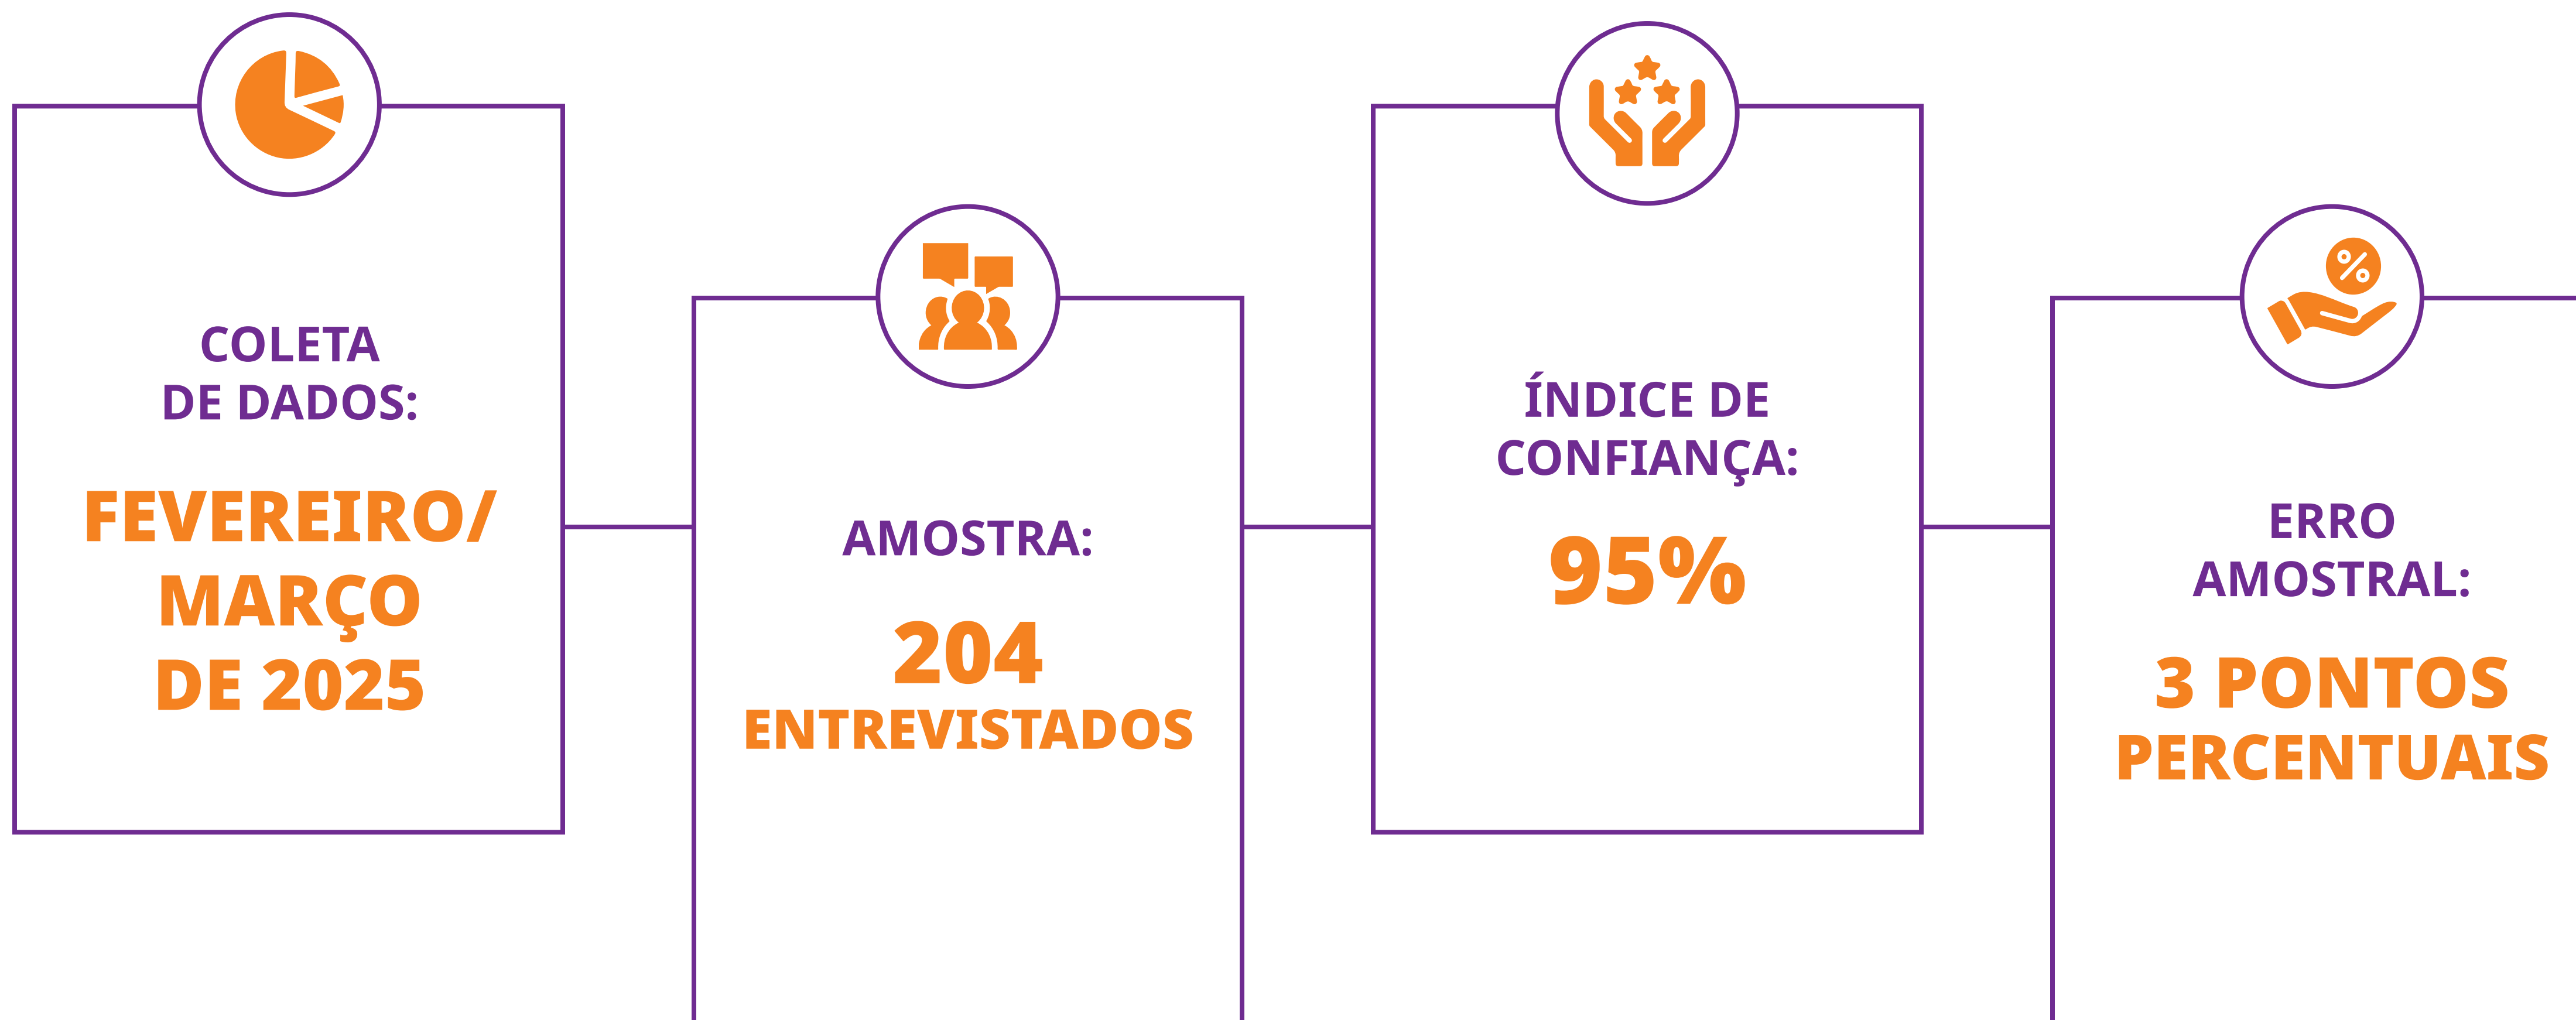 COLETA
DE DADOS:
FEVEREIRO/
MARÇO
DE 2025
AMOSTRA:
204
ENTREVISTADOS
ÍNDICE DE
CONFIANÇA:
95%
ERRO
AMOSTRAL:
3 PONTOS
PERCENTUAIS